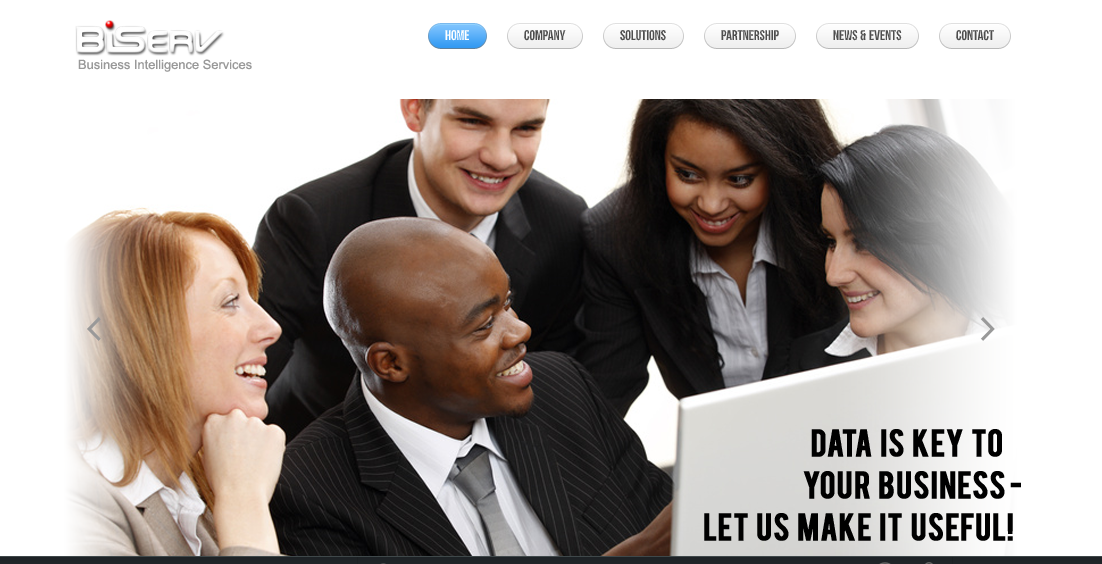 BiSERV
Business Intelligence Services
HOME
COMPANY
SOLUTIONS
PARTNERSHIP
NEWS & EVENTS
CONTACT
DATA IS KEY TO
YOUR BUSINESS -
LET US MAKE IT USEFUL!